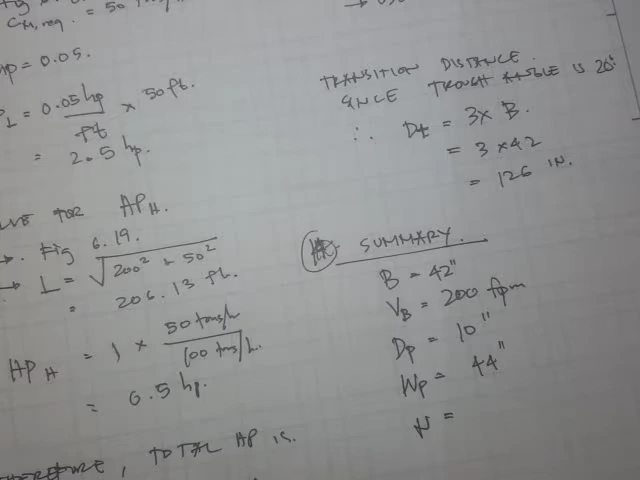 CM, req. = 50
HP = 0.05.
= 0.05 hp / ft × 50 ft.
= 2.5 hp.
FOR HP H.
→. Fig 6.19.
→ L = √200² + 50²
= 206.13 ft.
HP H = 1 × 50 tons/h / 100 tons/h.
= 6.5 hp.
, TOTAL HP IS.
TRANSITION DISTANCE.
SINCE TROUGH ANGLE IS 20°
∴ Dt = 3 × B.
= 3 × 42
= 126 IN.
SUMMARY.
B = 42"
VB = 200 fpm
Dp = 10"
Wp = 44"
N =